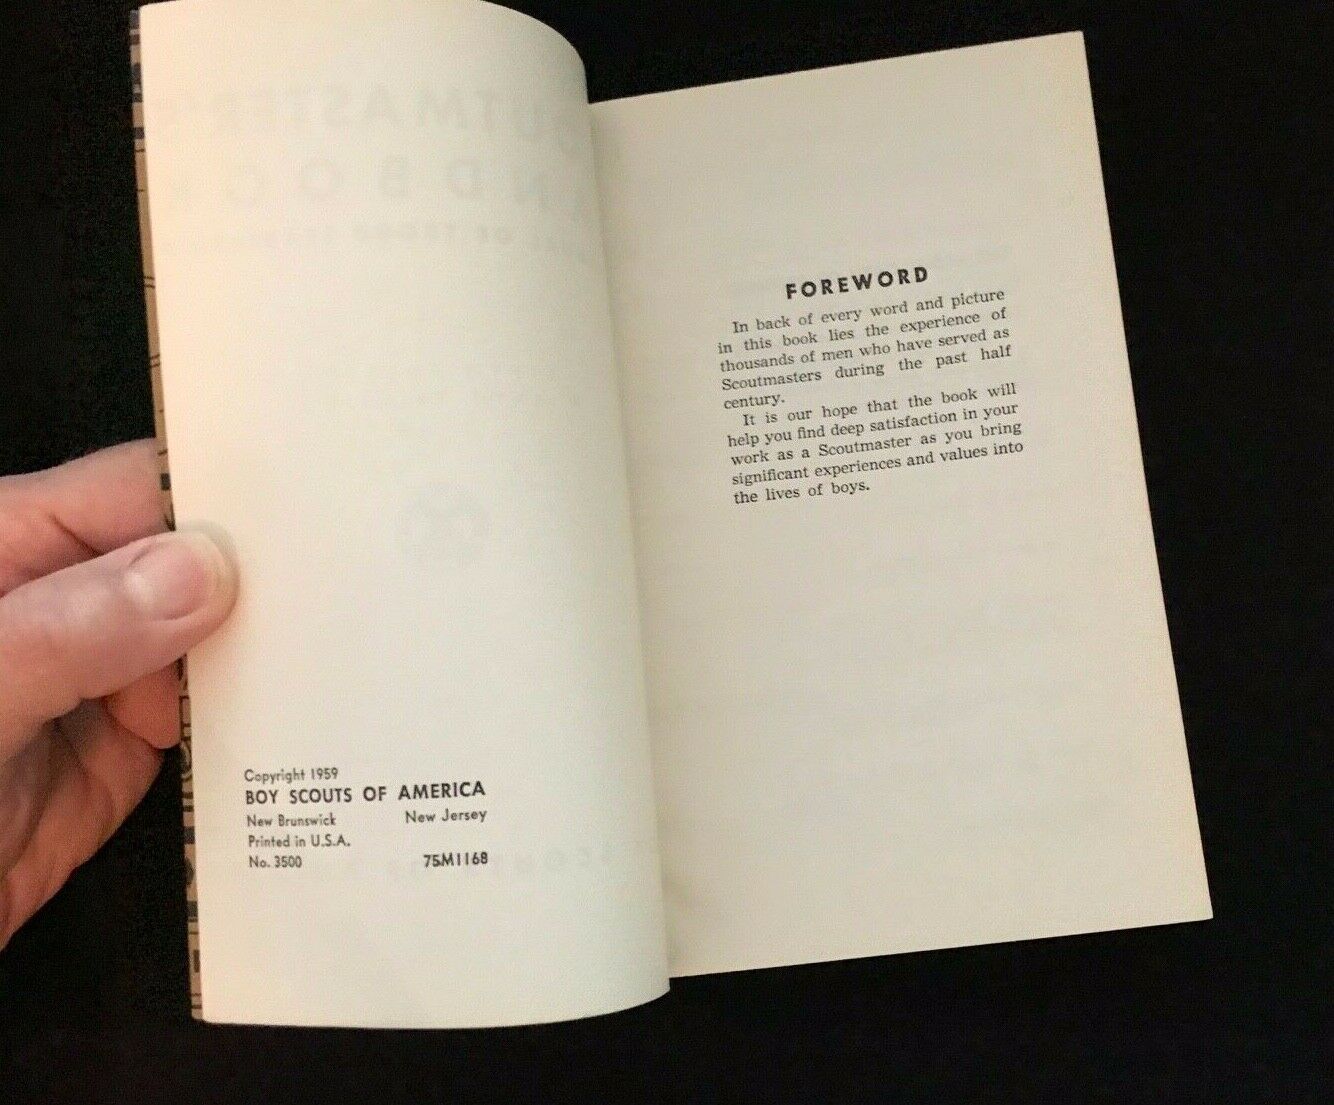 Copyright 1959
BOY SCOUTS OF AMERICA
New Brunswick New Jersey
Printed in U.S.A.
No. 3500 75M1168
FOREWORD
In back of every word and picture
in this book lies the experience of
thousands of men who have served as
Scoutmasters during the past half
century.
It is our hope that the book will
help you find deep satisfaction in your
work as a Scoutmaster as you bring
significant experiences and values into
the lives of boys.